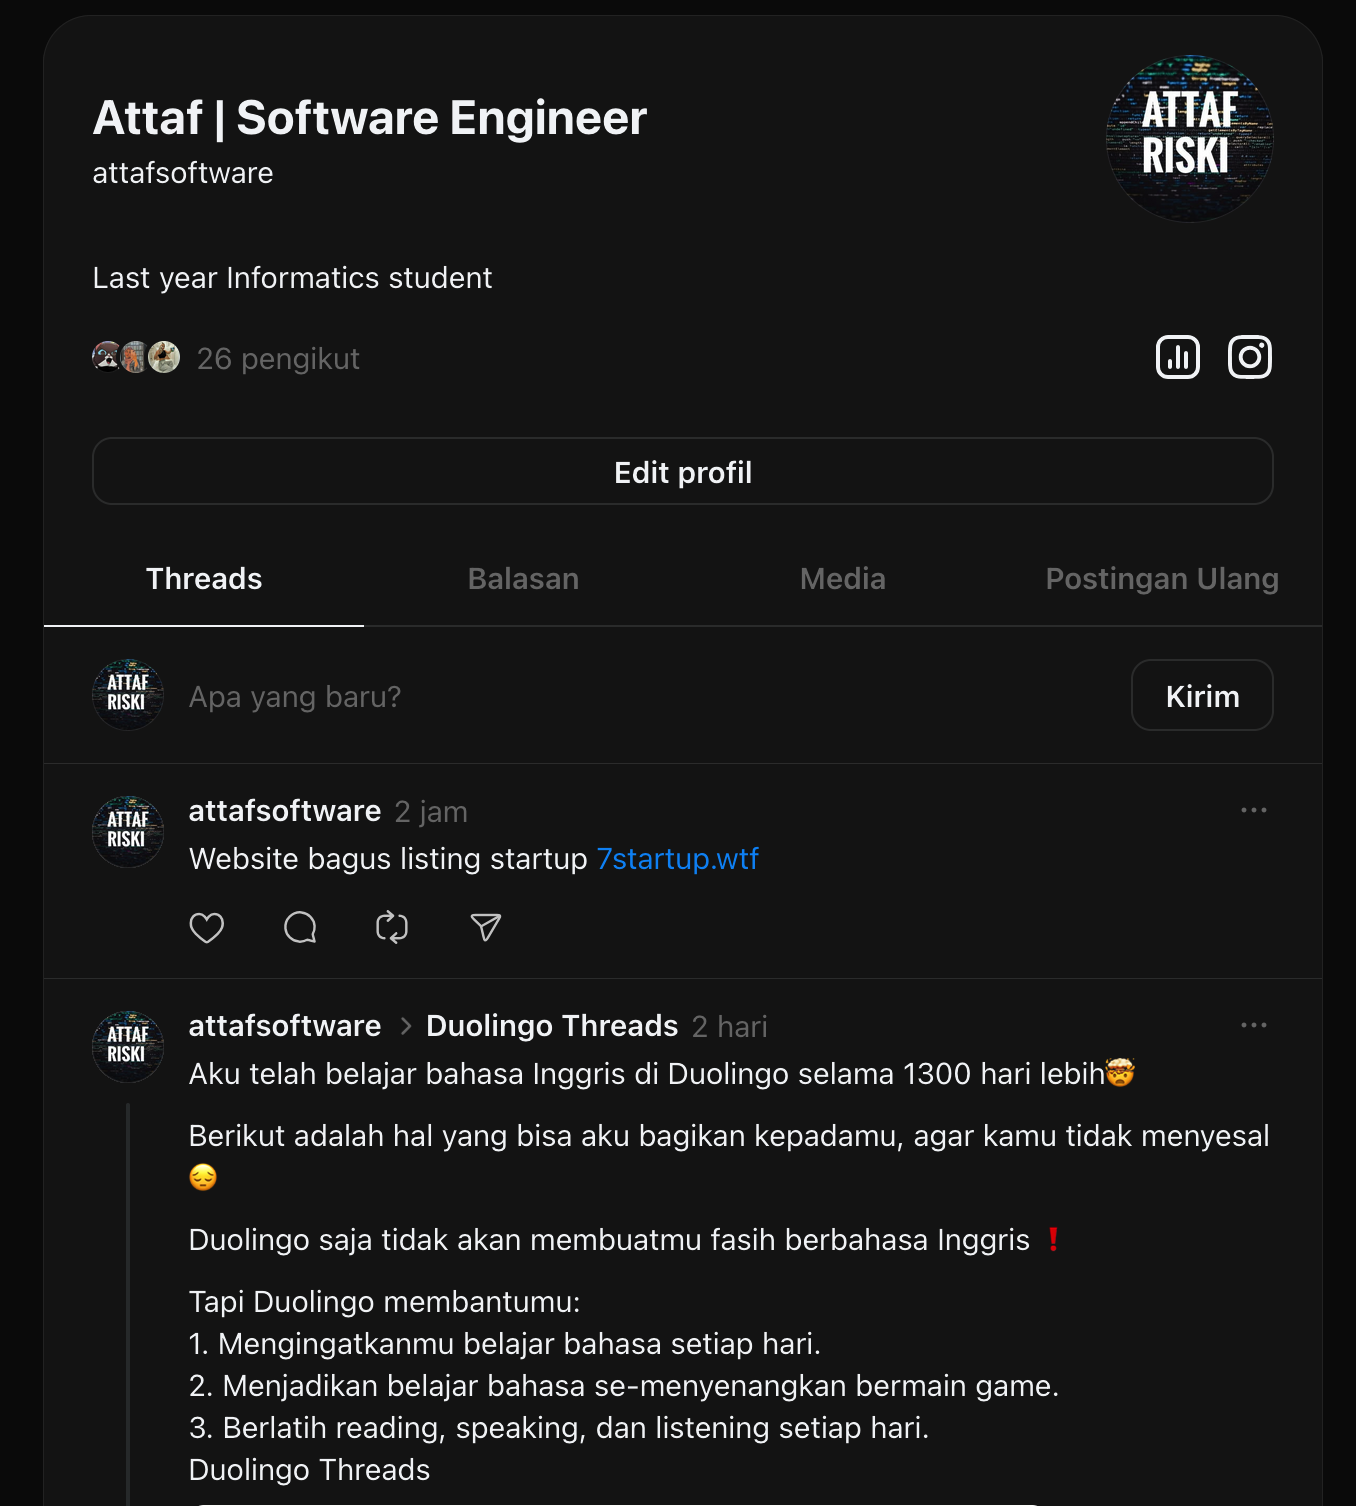 Attaf | Software Engineer
attafsoftware
ATTAF
RISKI
Last year Informatics student
26 pengikut
Edit profil
Threads
Balasan
Media
Postingan Ulang
ATTAF
RISKI
Apa yang baru?
Kirim
ATTAF
RISKI
attafsoftware 2 jam
Website bagus listing startup 7startup.wtf
ATTAF
RISKI
attafsoftware > Duolingo Threads 2 hari
Aku telah belajar bahasa Inggris di Duolingo selama 1300 hari lebih🤯
Berikut adalah hal yang bisa aku bagikan kepadamu, agar kamu tidak menyesal
😔
Duolingo saja tidak akan membuatmu fasih berbahasa Inggris ❗
Tapi Duolingo membantumu:
1. Mengingatkanmu belajar bahasa setiap hari.
2. Menjadikan belajar bahasa se-menyenangkan bermain game.
3. Berlatih reading, speaking, dan listening setiap hari.
Duolingo Threads